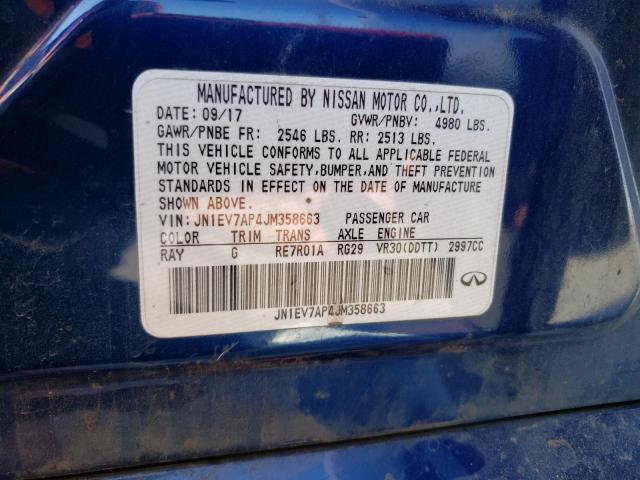 MANUFACTURED BY NISSAN MOTOR CO.,LTD.
DATE: 09/17 GVWR/PNBV: 4980 LBS.
GAWR/PNBE FR: 2546 LBS. RR: 2513 LBS.
THIS VEHICLE CONFORMS TO ALL APPLICABLE FEDERAL
MOTOR VEHICLE SAFETY,BUMPER,AND THEFT PREVENTION
STANDARDS IN EFFECT ON THE DATE OF MANUFACTURE
SHOWN ABOVE.
VIN: JN1EV7AP4JM358663 PASSENGER CAR
COLOR TRIM TRANS AXLE ENGINE
RAY G RE7R01A RG29 VR30(DDTT) 2997CC
JN1EV7AP4JM358663